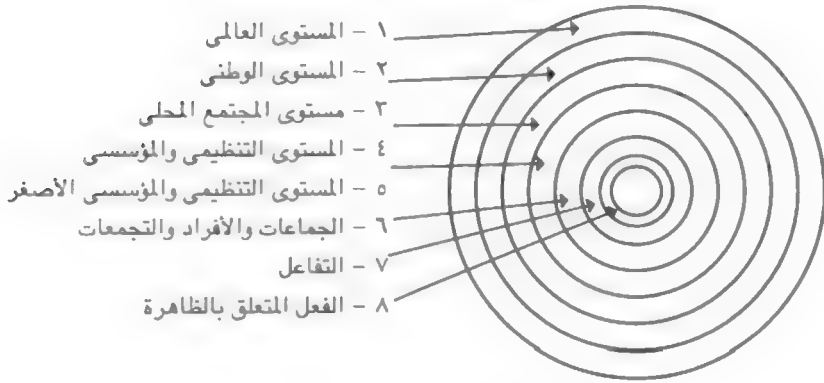 ١ - المستوى العالمى
٢ - المستوى الوطنى
٣ - مستوى المجتمع المحلى
٤ - المستوى التنظيمى والمؤسسى
٥ - المستوى التنظيمى والمؤسسى الأصغر
٦ - الجماعات والأفراد والتجمعات
٧ - التفاعل
٨ - الفعل المتعلق بالظاهرة